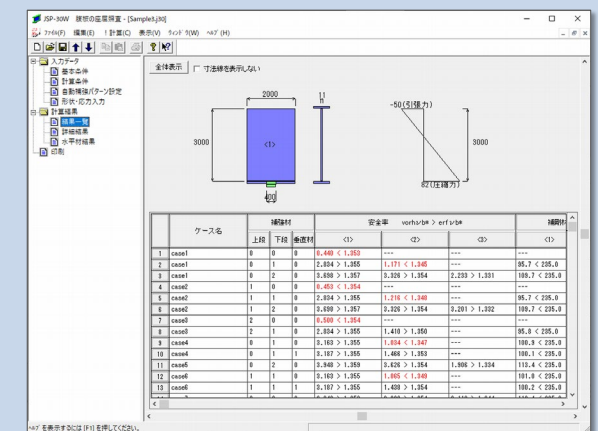 JSP-30W 腹板の座屈照査 - [Sample3.j30]
ファイル(F) 編集(E) ！計算(C) 表示(V) ウィンドウ(W) ヘルプ(H)
入力データ
基本条件
計算条件
自動補強パターン設定
形状・応力入力
計算結果
結果一覧
詳細結果
水平材結果
印刷
全体表示 寸法線を表示しない
2000 11
-50(引張力)
3000 <1> 3000
400 82(圧縮力)
ケース名 補強材 安全率 vorh※b* > erf※b*
上段 下段 垂直材 <1> <2> <3> <1>
1 case1 0 0 0 0.440 < 1.353 --- --- ---
2 case1 0 1 0 2.034 > 1.355 1.171 < 1.345 --- 95.7 < 235.0
3 case1 0 2 0 3.698 > 1.357 3.326 > 1.354 2.233 > 1.331 109.7 < 235.0
4 case2 1 0 0 0.453 < 1.354 --- --- ---
5 case2 1 1 0 2.034 > 1.355 1.216 < 1.340 --- 95.7 < 235.0
6 case2 1 2 0 3.698 > 1.357 3.326 > 1.354 3.201 > 1.332 109.7 < 235.0
7 case3 2 0 0 0.500 < 1.354 --- --- ---
8 case3 2 1 0 2.034 > 1.355 1.410 > 1.350 --- 95.8 < 235.0
9 case4 0 1 0 3.163 > 1.355 1.034 < 1.347 --- 100.9 < 235.0
10 case4 0 1 1 3.187 > 1.355 1.466 > 1.353 --- 100.1 < 235.0
11 case5 0 2 0 3.948 > 1.359 3.626 > 1.354 1.906 > 1.334 113.4 < 235.0
12 case6 1 1 0 3.163 > 1.355 1.065 < 1.349 --- 101.0 < 235.0
13 case6 1 1 1 3.187 > 1.355 1.438 > 1.354 --- 100.2 < 235.0
ヘルプを表示するには [F1] を押してください。